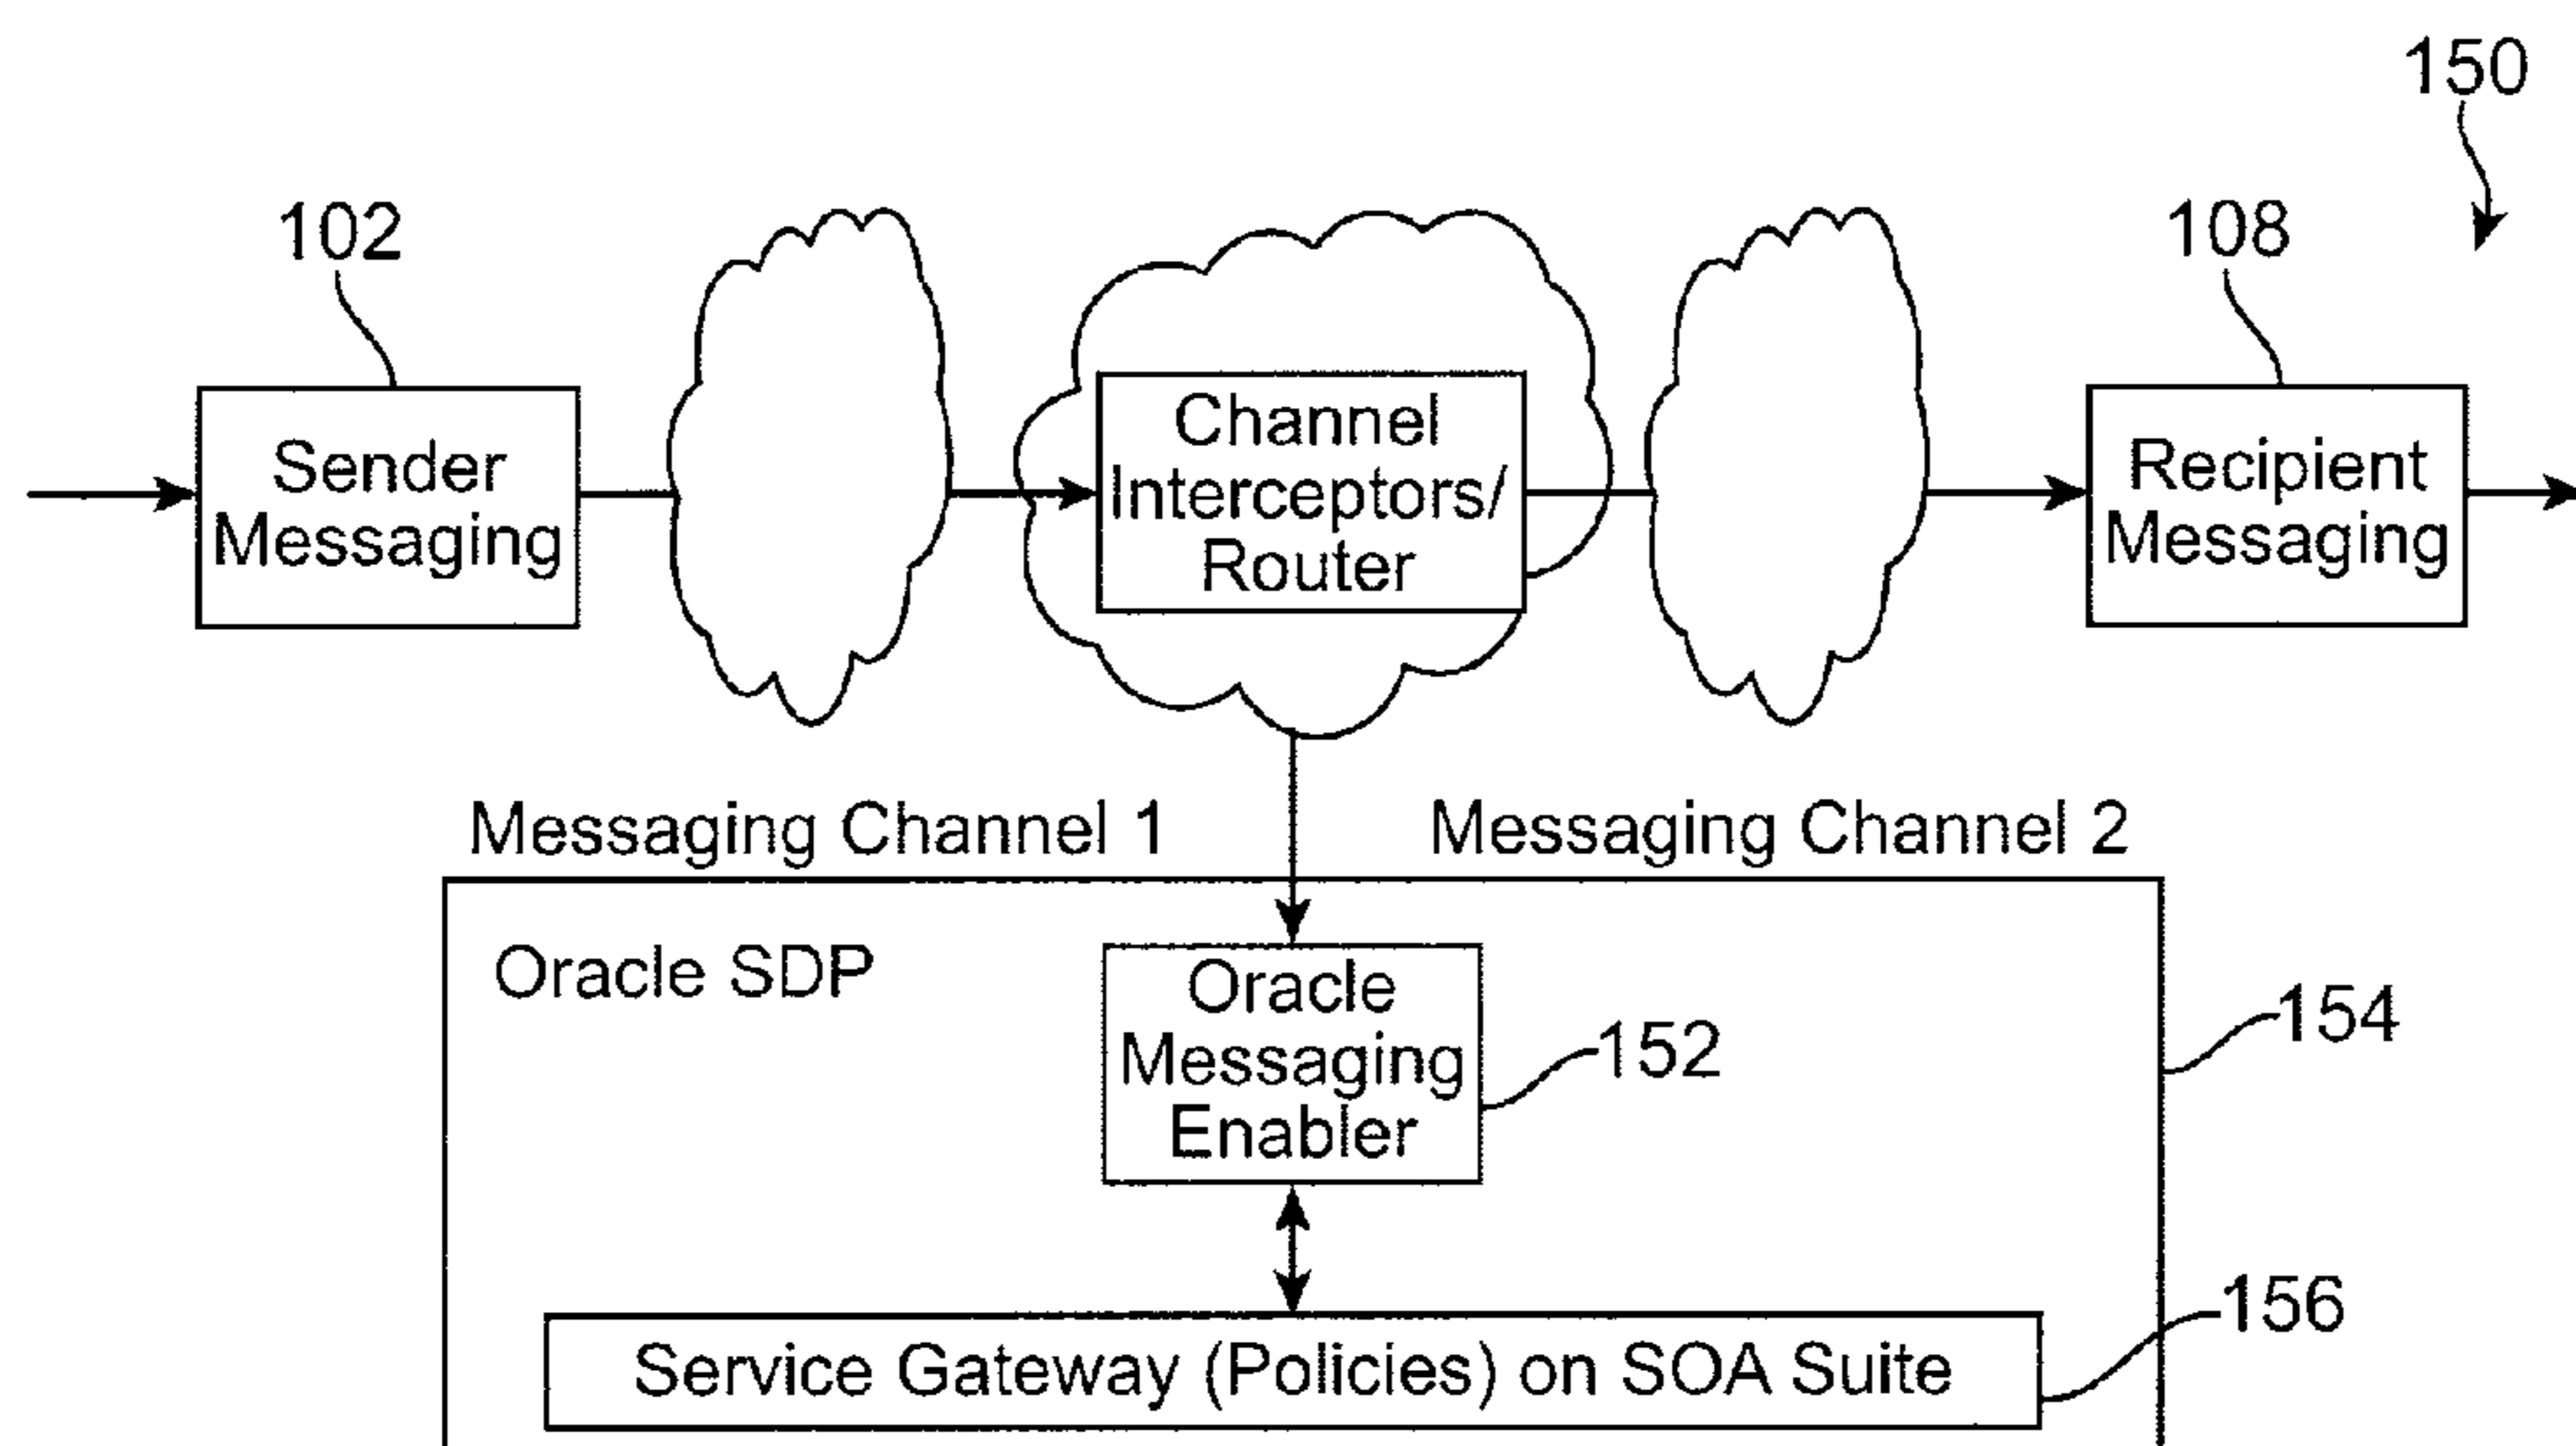 150
102
108
Sender
Messaging
Channel
Interceptors/
Router
Recipient
Messaging
Messaging Channel 1
Messaging Channel 2
Oracle SDP
Oracle
Messaging
Enabler
152
154
156
Service Gateway (Policies) on SOA Suite